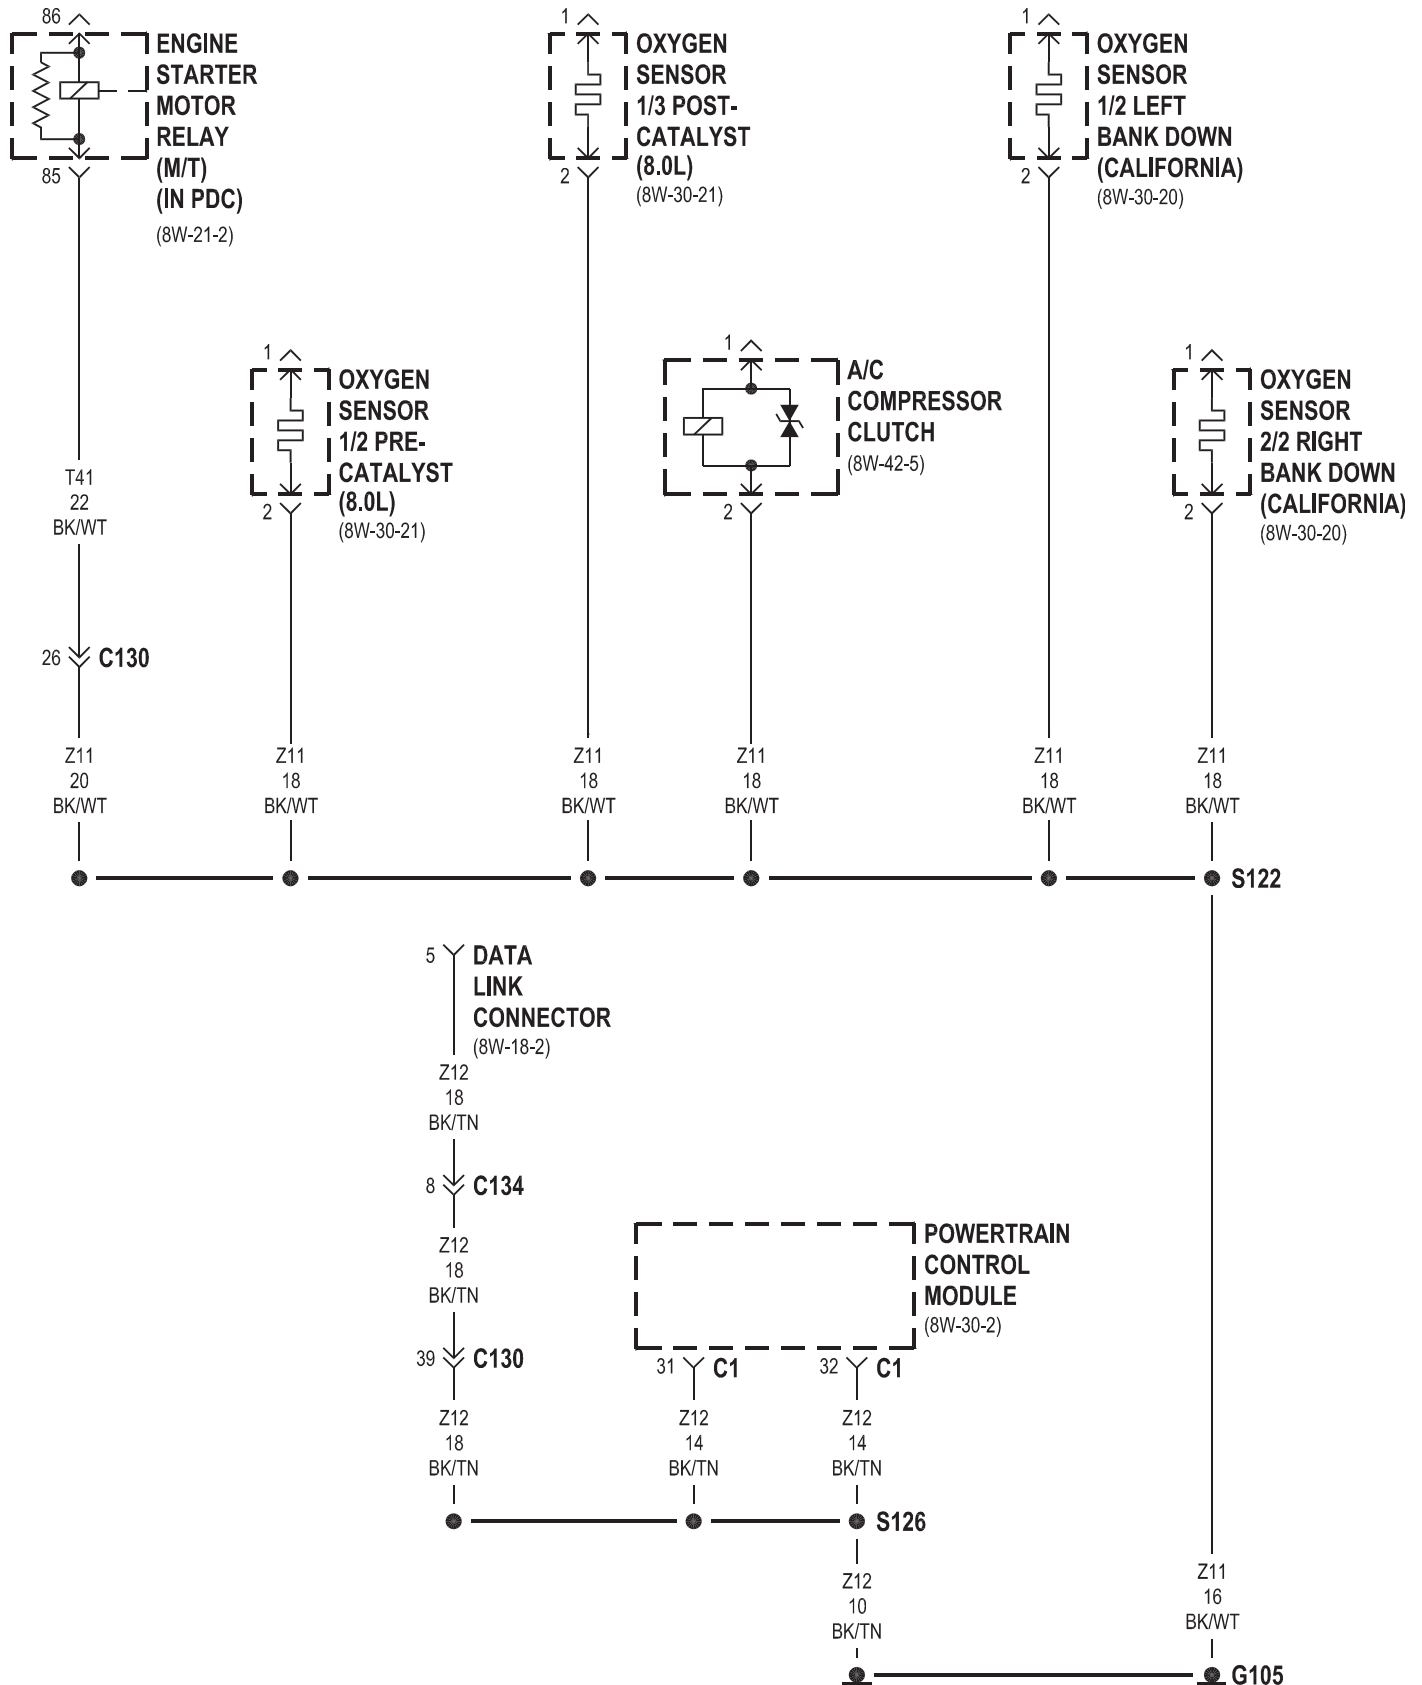 86
ENGINE
STARTER
MOTOR
RELAY
(M/T)
(IN PDC)
(8W-21-2)
85
1
OXYGEN
SENSOR
1/3 POST-
CATALYST
(8.0L)
(8W-30-21)
2
1
OXYGEN
SENSOR
1/2 LEFT
BANK DOWN
(CALIFORNIA)
(8W-30-20)
2
1
OXYGEN
SENSOR
1/2 PRE-
CATALYST
(8.0L)
(8W-30-21)
2
1
A/C
COMPRESSOR
CLUTCH
(8W-42-5)
2
1
OXYGEN
SENSOR
2/2 RIGHT
BANK DOWN
(CALIFORNIA)
(8W-30-20)
2
T41
22
BK/WT
26 C130
Z11
20
BK/WT
Z11
18
BK/WT
Z11
18
BK/WT
Z11
18
BK/WT
Z11
18
BK/WT
Z11
18
BK/WT
S122
5 DATA
LINK
CONNECTOR
(8W-18-2)
Z12
18
BK/TN
8 C134
Z12
18
BK/TN
39 C130
Z12
18
BK/TN
POWERTRAIN
CONTROL
MODULE
(8W-30-2)
31 C1
32 C1
Z12
14
BK/TN
Z12
14
BK/TN
S126
Z12
10
BK/TN
Z11
16
BK/WT
G105